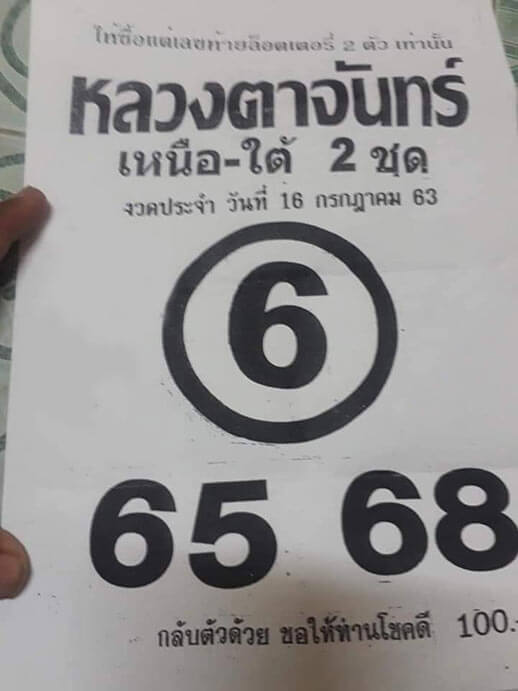 ให้ซื้อแต่เลขท้ายล็อตเตอรี่ 2 ตัว เท่านั้น
หลวงตาจันทร์
เหนือ-ใต้ 2 ชุด
งวดประจำ วันที่ 16 กรกฎาคม 63
6
65 68
กลับตัวด้วย ขอให้ท่านโชคดี 100.-